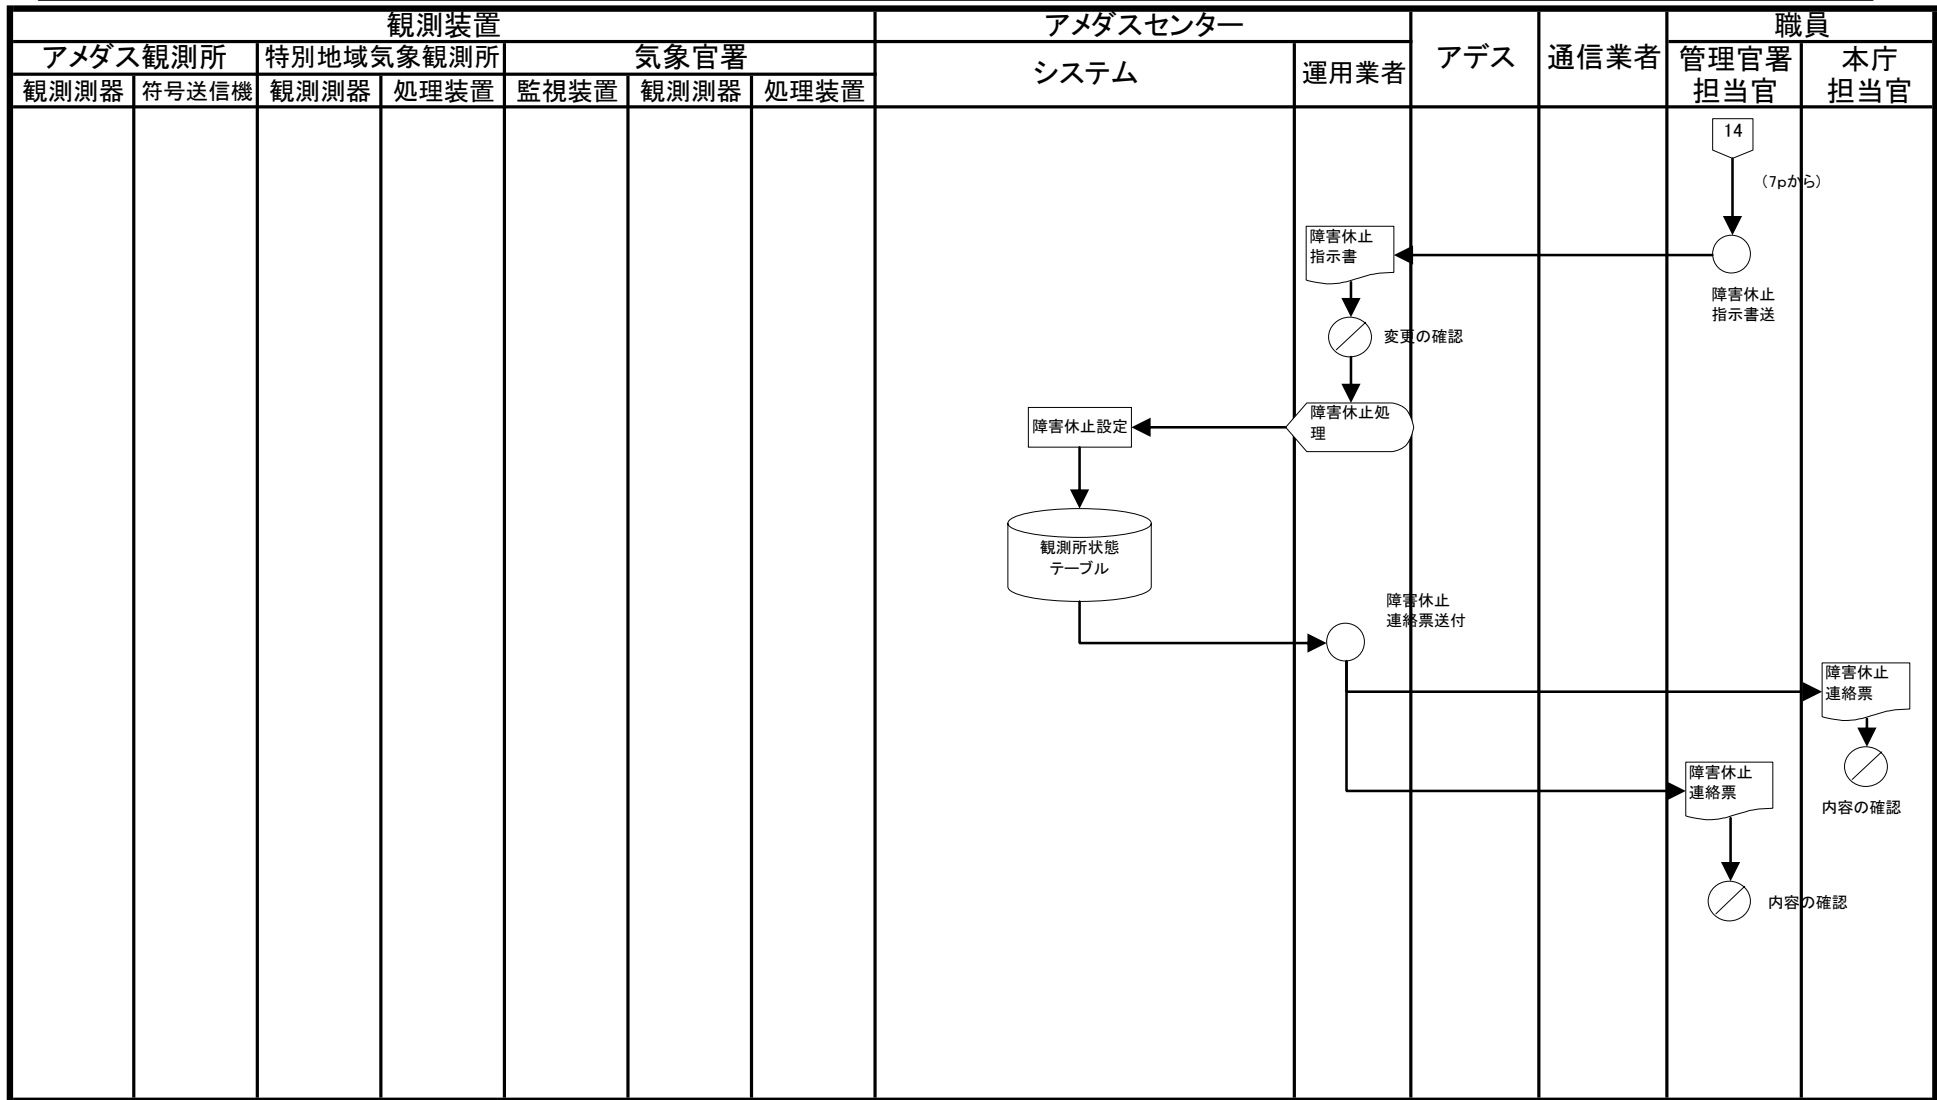 観測装置
アメダスセンター
職員
アメダス観測所
特別地域気象観測所
気象官署
システム
運用業者
アデス
通信業者
管理官署
担当官
本庁
担当官
観測測器
符号送信機
観測測器
処理装置
監視装置
観測測器
処理装置
14
(7pから)
障害休止
指示書
障害休止
指示書送
変更の確認
障害休止処
理
障害休止設定
観測所状態
テーブル
障害休止
連絡票送付
障害休止
連絡票
内容の確認
障害休止
連絡票
内容の確認